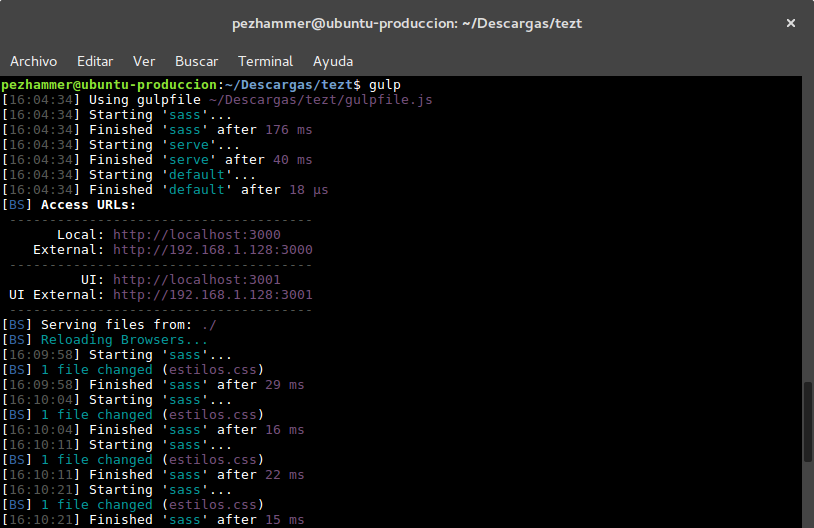 pezhammer@ubuntu-produccion: ~/Descargas/tezt ×
Archivo Editar Ver Buscar Terminal Ayuda
pezhammer@ubuntu-produccion:~/Descargas/tezt$ gulp
[16:04:34] Using gulpfile ~/Descargas/tezt/gulpfile.js
[16:04:34] Starting 'sass'...
[16:04:34] Finished 'sass' after 176 ms
[16:04:34] Starting 'serve'...
[16:04:34] Finished 'serve' after 40 ms
[16:04:34] Starting 'default'...
[16:04:34] Finished 'default' after 18 μs
[BS] Access URLs:
--------------------------------------
Local: http://localhost:3000
External: http://192.168.1.128:3000
--------------------------------------
UI: http://localhost:3001
UI External: http://192.168.1.128:3001
--------------------------------------
[BS] Serving files from: ./
[BS] Reloading Browsers...
[16:09:58] Starting 'sass'...
[BS] 1 file changed (estilos.css)
[16:09:58] Finished 'sass' after 29 ms
[16:10:04] Starting 'sass'...
[BS] 1 file changed (estilos.css)
[16:10:04] Finished 'sass' after 16 ms
[16:10:11] Starting 'sass'...
[BS] 1 file changed (estilos.css)
[16:10:11] Finished 'sass' after 22 ms
[16:10:21] Starting 'sass'...
[BS] 1 file changed (estilos.css)
[16:10:21] Finished 'sass' after 15 ms